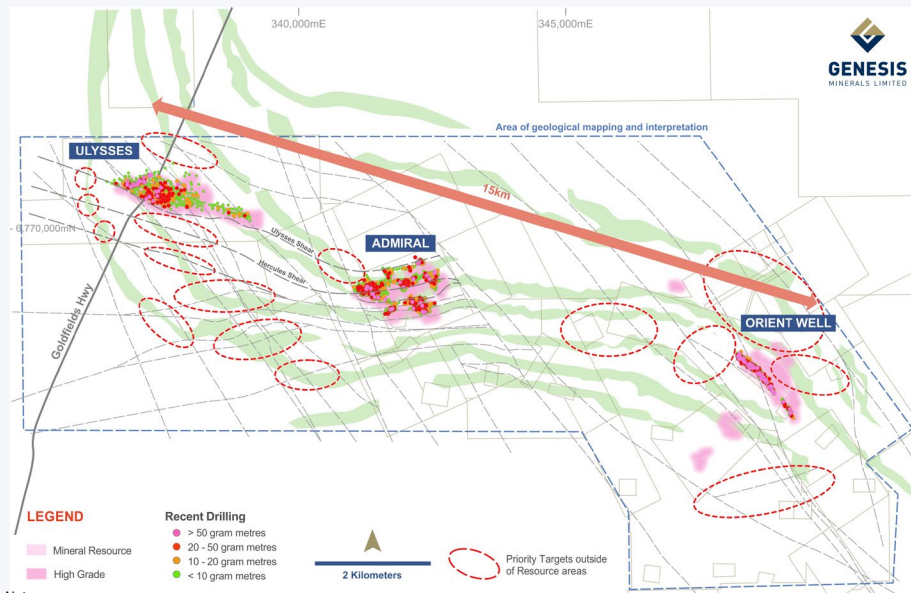 340,000mE
345,000mE
GENESIS
MINERALS LIMITED
Area of geological mapping and interpretation
ULYSSES
15km
6,770,000mN
Ulysses Shear
ADMIRAL
Hercules Shear
Goldfields Hwy
ORIENT WELL
LEGEND
Mineral Resource
High Grade
Recent Drilling
> 50 gram metres
20 - 50 gram metres
10 - 20 gram metres
< 10 gram metres
2 Kilometers
Priority Targets outside
of Resource areas